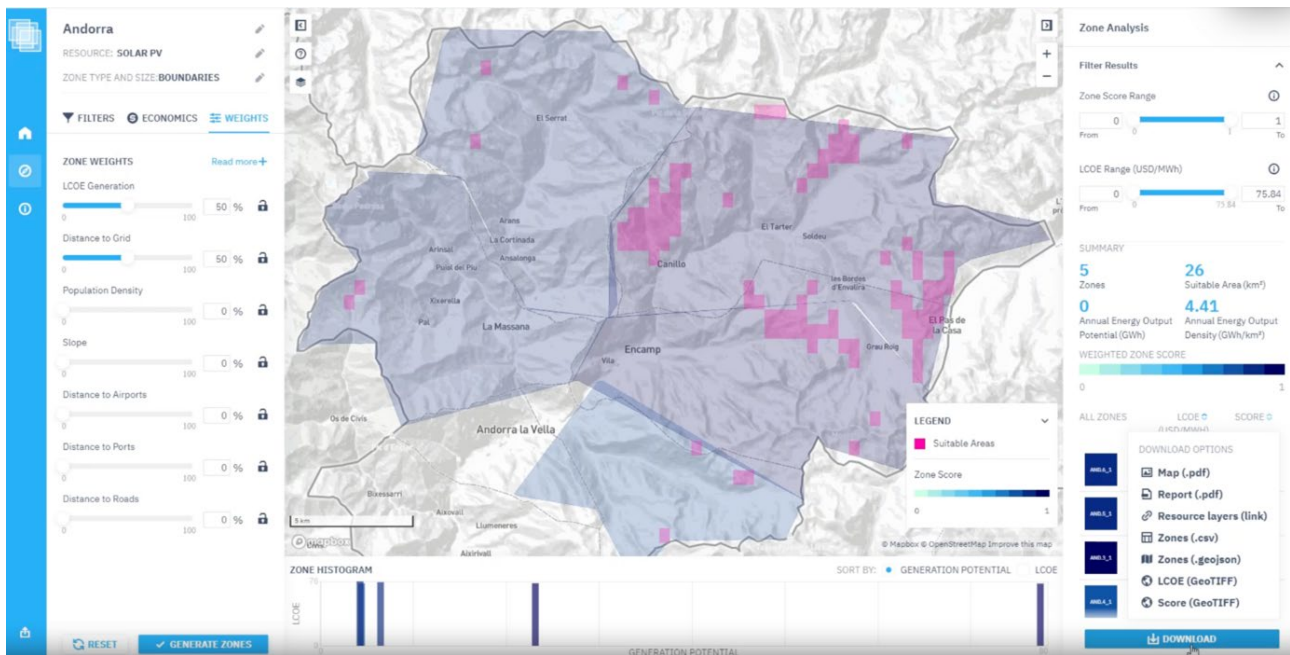 Andorra
RESOURCE: SOLAR PV
ZONE TYPE AND SIZE:BOUNDARIES
FILTERS ECONOMICS WEIGHTS
ZONE WEIGHTS Read more+
LCOE Generation
50 %
0 100
Distance to Grid
50 %
0 100
Population Density
0 %
0 100
Slope
0 %
0 100
Distance to Airports
0 %
0 100
Distance to Ports
0 %
0 100
Distance to Roads
0 %
0 100
RESET GENERATE ZONES
El Serrat
Arans
La Cortinada
Arinsal
Ansalonga
Puiol del Piu
Xixerella
Pal
La Massana
El Tarter
Soldeu
Canillo
les Bordes
d'Envalira
El Pas de
la Casa
Grau Roig
Encamp
Vila
Os de Civís
Andorra la Vella
Bixessarri
Aixovall
Llumeneres
Aixirivall
5 km
mapbox
LEGEND
Suitable Areas
Zone Score
0 1
© Mapbox © OpenStreetMap Improve this map
ZONE HISTOGRAM SORT BY: GENERATION POTENTIAL LCOE
LCOE
0
GENERATION POTENTIAL
Zone Analysis
Filter Results
Zone Score Range
0 1
From 0 1 To
LCOE Range (USD/MWh)
0 75.84
From 0 75.84 To
SUMMARY
5 26
Zones Suitable Area (km²)
0 4.41
Annual Energy Output Annual Energy Output
Potential (GWh) Density (GWh/km²)
WEIGHTED ZONE SCORE
0 1
ALL ZONES LCOE SCORE
(USD/MWH)
DOWNLOAD OPTIONS
Map (.pdf)
Report (.pdf)
Resource layers (link)
Zones (.csv)
Zones (.geojson)
LCOE (GeoTIFF)
Score (GeoTIFF)
DOWNLOAD